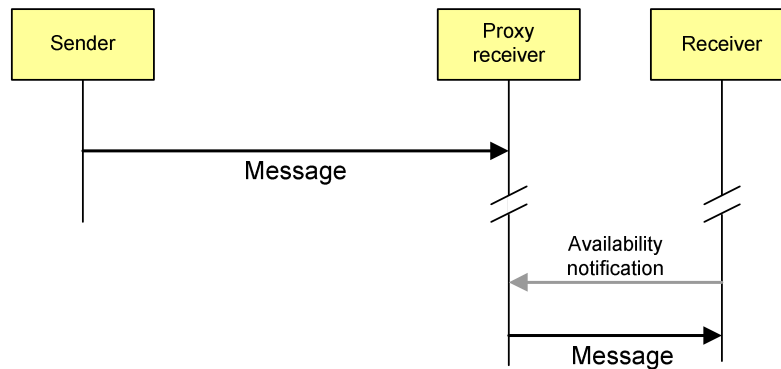 Sender
Proxy
receiver
Receiver
Message
Availability
notification
Message